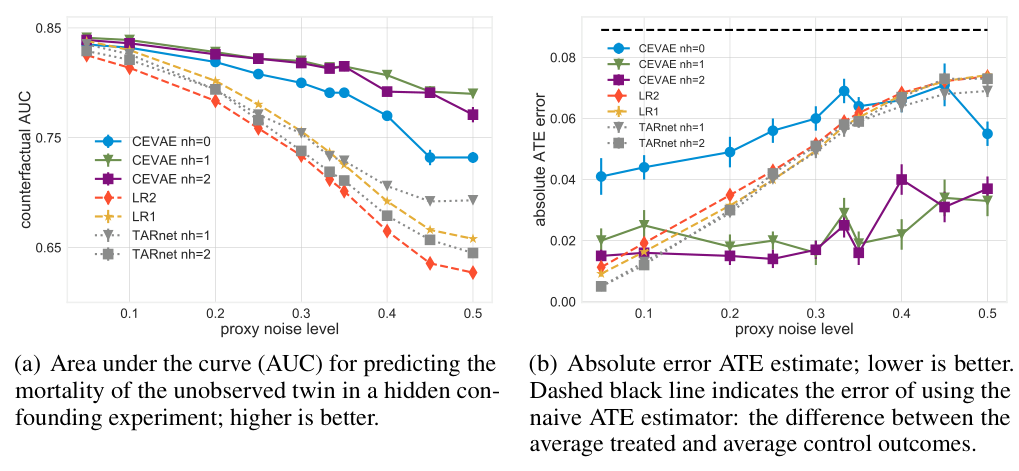 0.85
0.75
0.65
counterfactual AUC
CEVAE nh=0
CEVAE nh=1
CEVAE nh=2
LR2
LR1
TARnet nh=1
TARnet nh=2
0.1 0.2 0.3 0.4 0.5
proxy noise level
(a) Area under the curve (AUC) for predicting the
mortality of the unobserved twin in a hidden con-
founding experiment; higher is better.
0.08
0.06
0.04
0.02
0.00
absolute ATE error
CEVAE nh=0
CEVAE nh=1
CEVAE nh=2
LR2
LR1
TARnet nh=1
TARnet nh=2
0.1 0.2 0.3 0.4 0.5
proxy noise level
(b) Absolute error ATE estimate; lower is better.
Dashed black line indicates the error of using the
naive ATE estimator: the difference between the
average treated and average control outcomes.